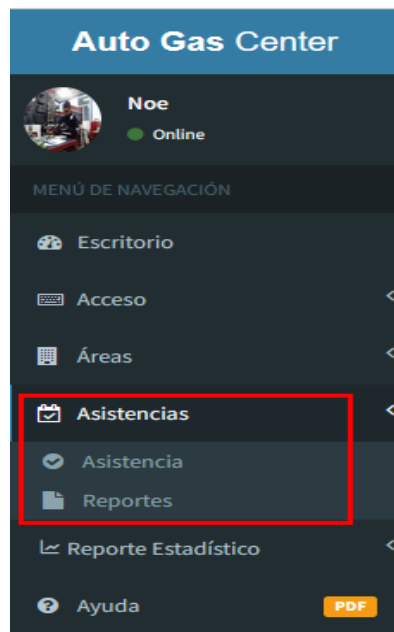 Auto Gas Center
Noe
Online
MENÚ DE NAVEGACIÓN
Escritorio
Acceso
Áreas
Asistencias
Asistencia
Reportes
Reporte Estadístico
Ayuda PDF